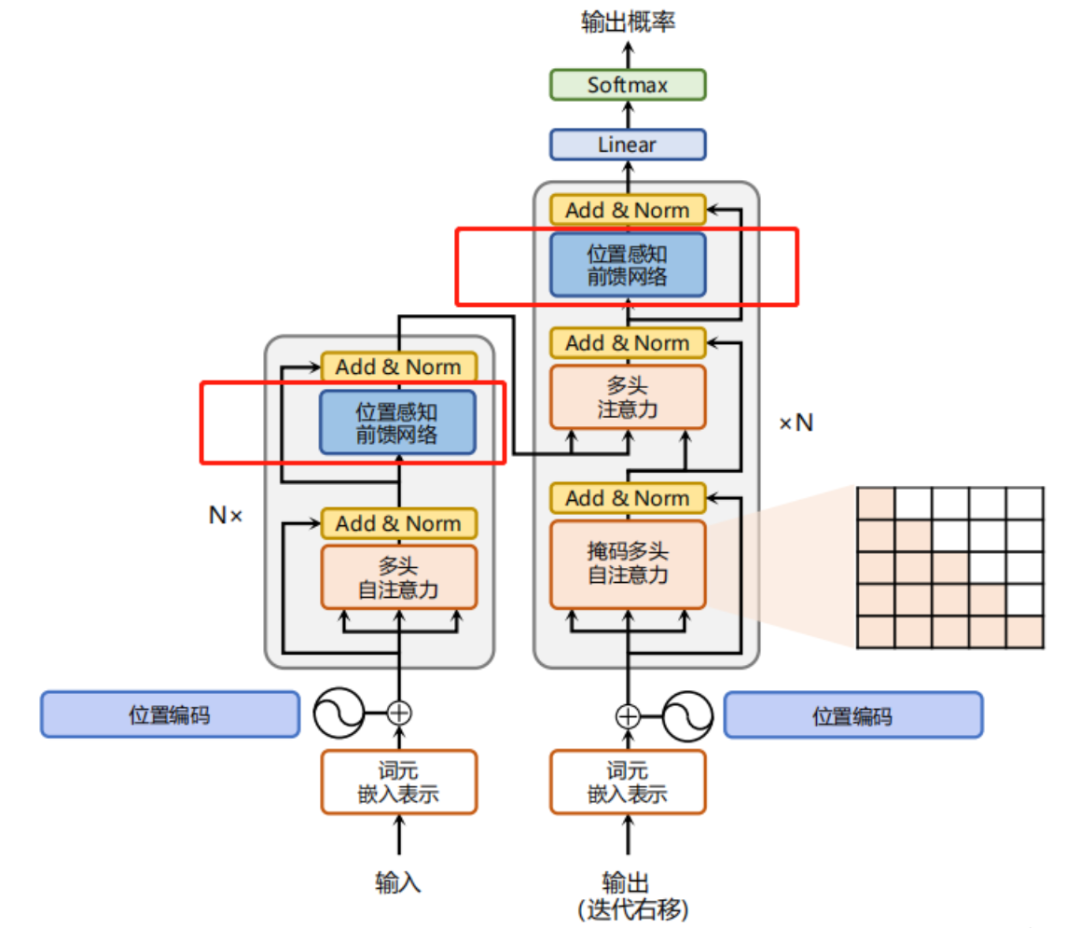 输出概率
Softmax
Linear
Add & Norm
位置感知
前馈网络
Add & Norm
多头
注意力
×N
Add & Norm
掩码多头
自注意力
Add & Norm
位置感知
前馈网络
N×
Add & Norm
多头
自注意力
位置编码
位置编码
词元
嵌入表示
词元
嵌入表示
输入
输出
(迭代右移)